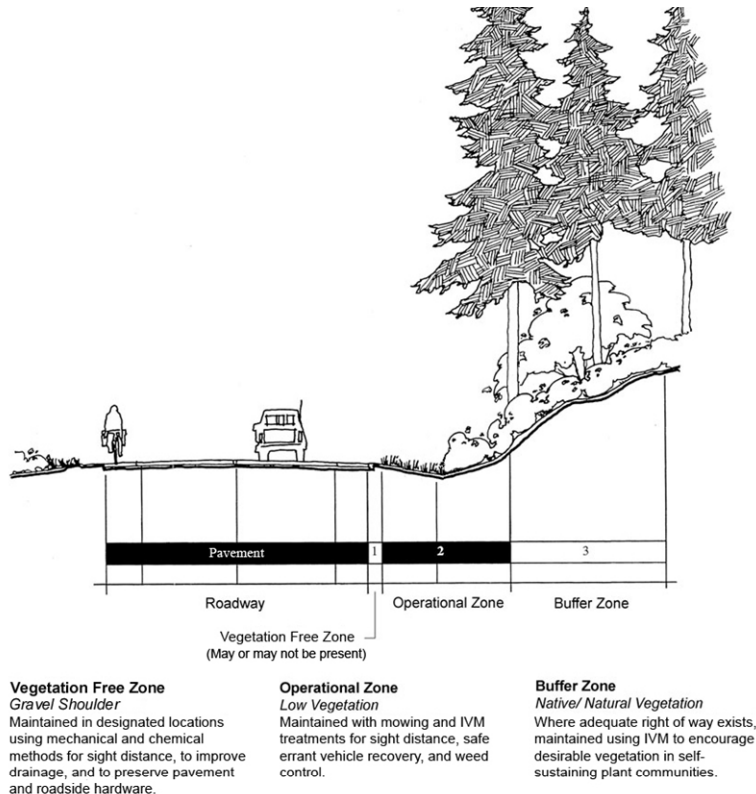 Pavement
1
2
3
Roadway
Operational Zone
Buffer Zone
Vegetation Free Zone
(May or may not be present)
Vegetation Free Zone
Gravel Shoulder
Maintained in designated locations
using mechanical and chemical
methods for sight distance, to improve
drainage, and to preserve pavement
and roadside hardware.
Operational Zone
Low Vegetation
Maintained with mowing and IVM
treatments for sight distance, safe
errant vehicle recovery, and weed
control.
Buffer Zone
Native/ Natural Vegetation
Where adequate right of way exists,
maintained using IVM to encourage
desirable vegetation in self-
sustaining plant communities.